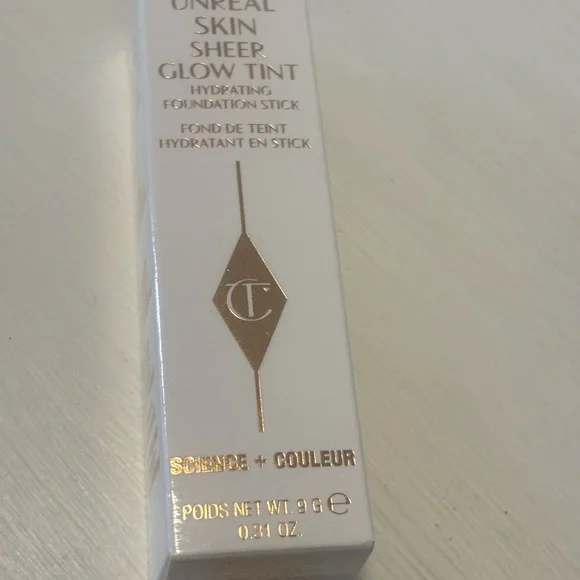 UNREAL
SKIN
SHEER
GLOW TINT
HYDRATING
FOUNDATION STICK
FOND DE TEINT
HYDRATANT EN STICK
CT
SCIENCE + COULEUR
POIDS NET WT. 9 G ℮
0.31 OZ.